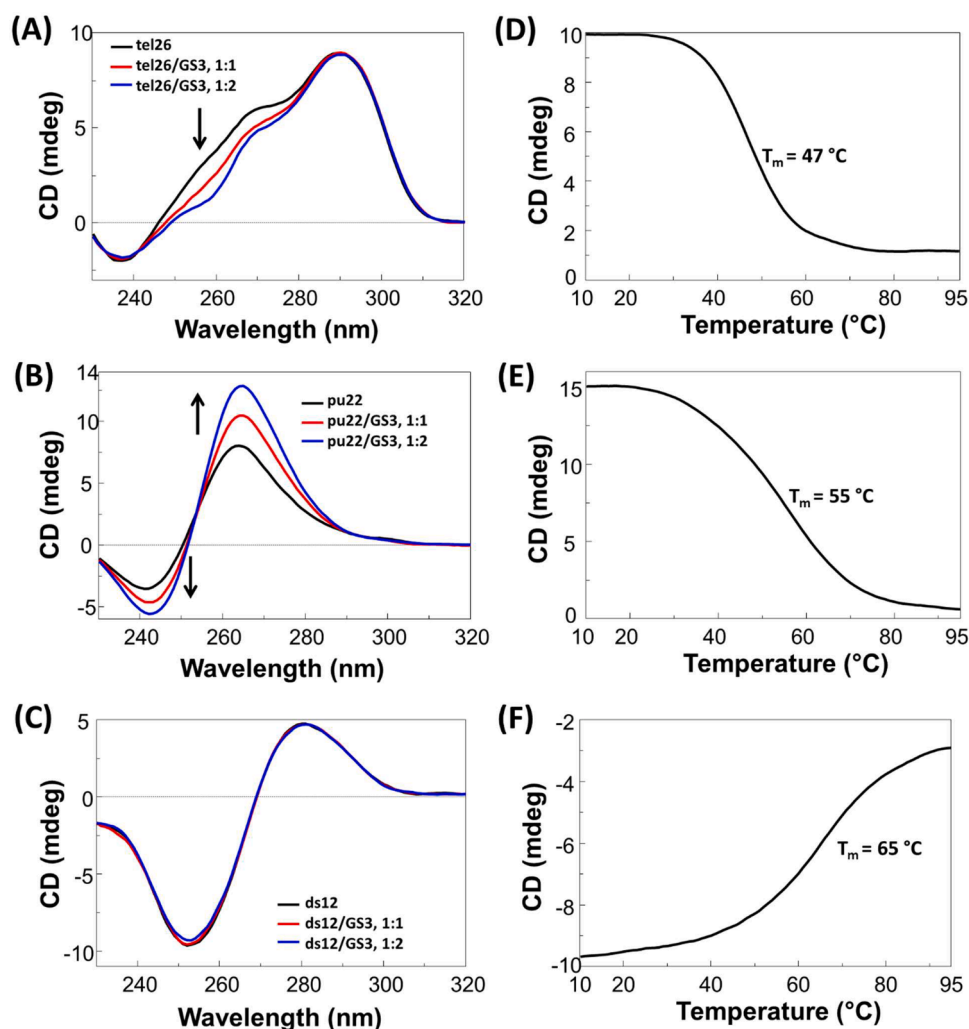 (A)
10
5
0
CD (mdeg)
tel26
tel26/GS3, 1:1
tel26/GS3, 1:2
240 260 280 300 320
Wavelength (nm)
(D)
10
8
6
4
2
0
CD (mdeg)
Tm = 47 °C
10 20 40 60 80 95
Temperature (°C)
(B)
14
10
5
0
-5
CD (mdeg)
pu22
pu22/GS3, 1:1
pu22/GS3, 1:2
240 260 280 300 320
Wavelength (nm)
(E)
15
10
5
0
CD (mdeg)
Tm = 55 °C
10 20 40 60 80 95
Temperature (°C)
(C)
5
0
-5
-10
CD (mdeg)
ds12
ds12/GS3, 1:1
ds12/GS3, 1:2
240 260 280 300 320
Wavelength (nm)
(F)
-2
-4
-6
-8
-10
CD (mdeg)
Tm = 65 °C
10 20 40 60 80 95
Temperature (°C)